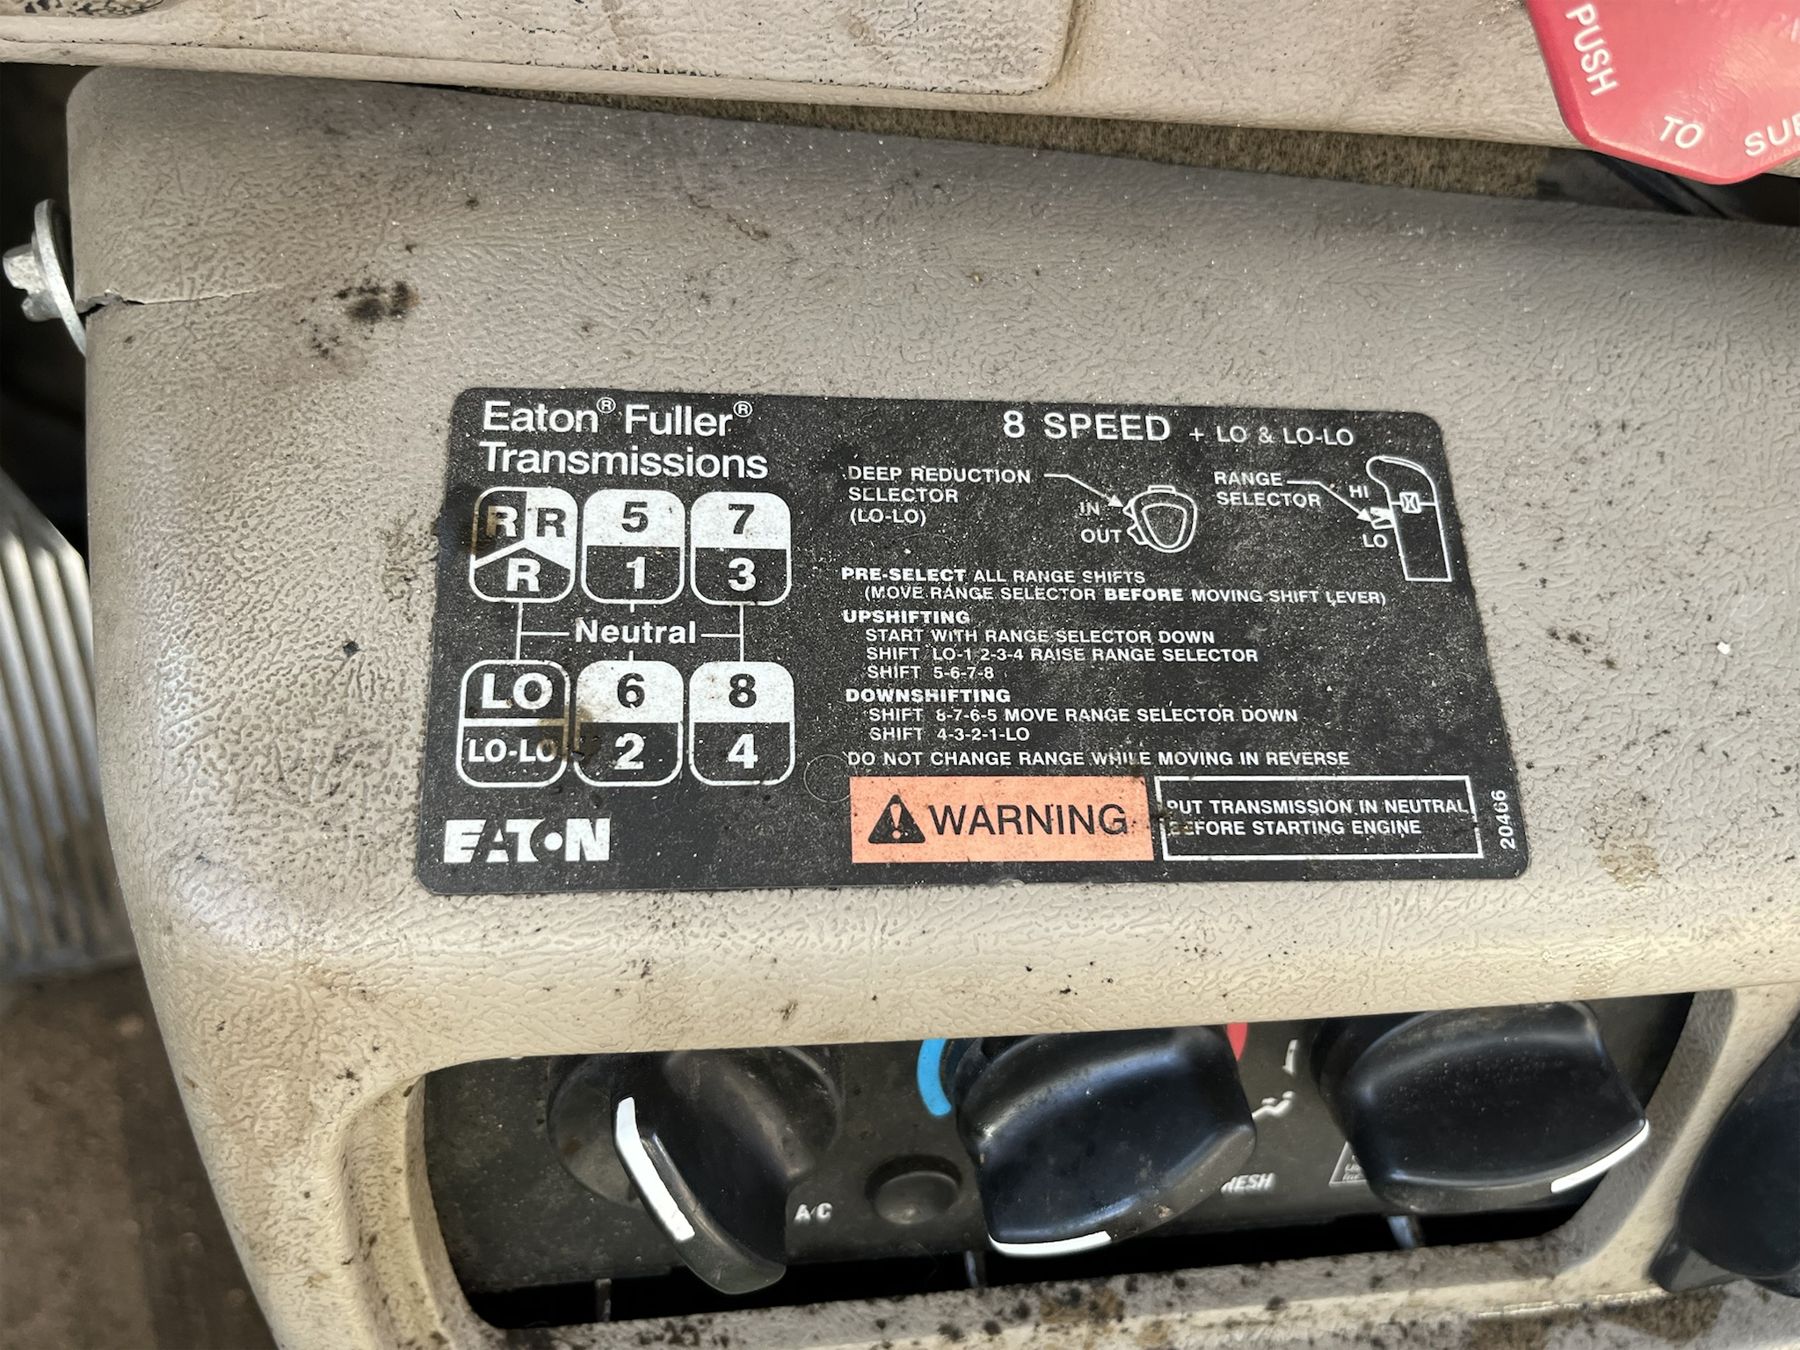 PUSH
TO
Eaton® Fuller®
Transmissions
8 SPEED + LO & LO-LO
R R
R
5
1
7
3
Neutral
LO
LO-LO
6
2
8
4
EATON
DEEP REDUCTION
SELECTOR
(LO-LO)
IN
OUT
RANGE
SELECTOR
HI
LO
PRE-SELECT ALL RANGE SHIFTS
(MOVE RANGE SELECTOR BEFORE MOVING SHIFT LEVER)
UPSHIFTING
START WITH RANGE SELECTOR DOWN
SHIFT LO-1 2-3-4 RAISE RANGE SELECTOR
SHIFT 5-6-7-8
DOWNSHIFTING
SHIFT 8-7-6-5 MOVE RANGE SELECTOR DOWN
SHIFT 4-3-2-1-LO
DO NOT CHANGE RANGE WHILE MOVING IN REVERSE
WARNING
PUT TRANSMISSION IN NEUTRAL
BEFORE STARTING ENGINE
20466
A/C